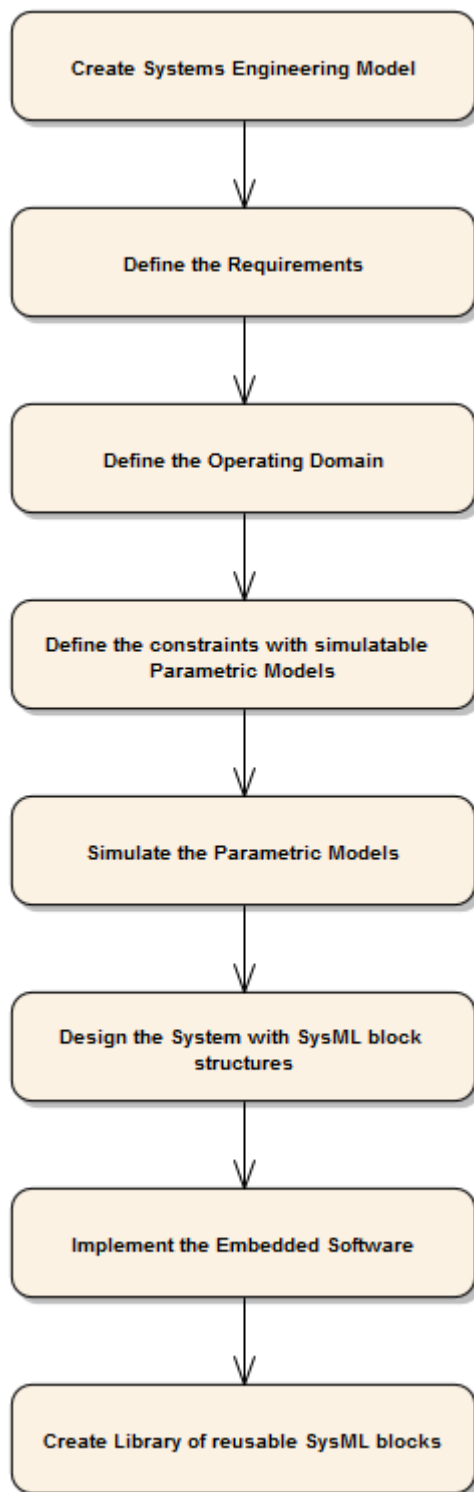 Create Systems Engineering Model
Define the Requirements
Define the Operating Domain
Define the constraints with simulatable
Parametric Models
Simulate the Parametric Models
Design the System with SysML block
structures
Implement the Embedded Software
Create Library of reusable SysML blocks